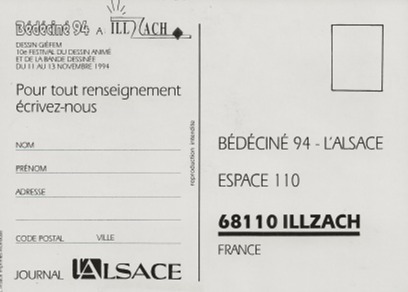 Bédéciné 94 A ILLZACH
DESSIN GIÉFEM
10e FESTIVAL DU DESSIN ANIMÉ
ET DE LA BANDE DESSINÉE
DU 11 AU 13 NOVEMBRE 1994
Pour tout renseignement
écrivez-nous
NOM
PRÉNOM
ADRESSE
CODE POSTAL VILLE
JOURNAL L'ALSACE
reproduction interdite
BÉDÉCINÉ 94 - L'ALSACE
ESPACE 110
68110 ILLZACH
FRANCE